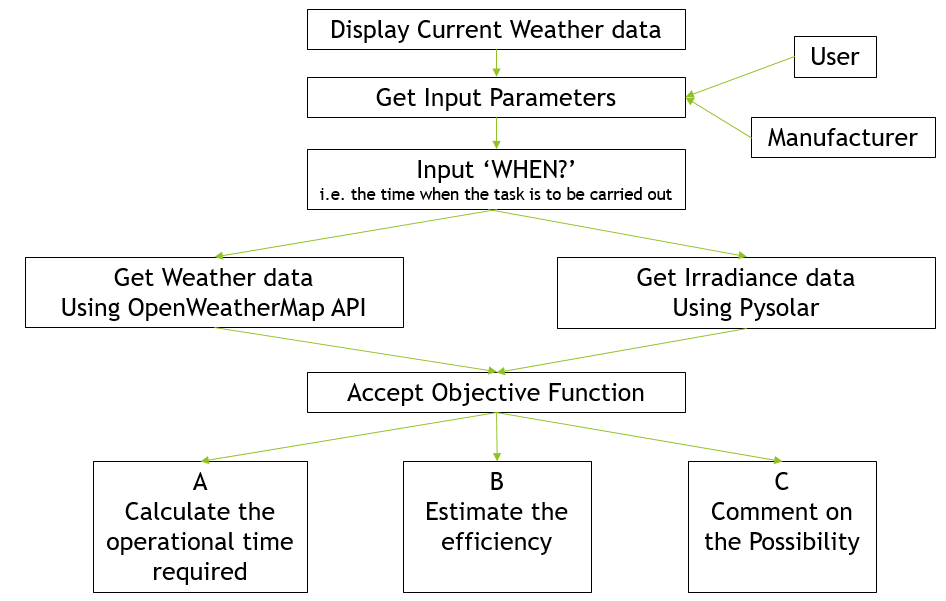 Display Current Weather data
User
Get Input Parameters
Manufacturer
Input ‘WHEN?’
i.e. the time when the task is to be carried out
Get Weather data
Using OpenWeatherMap API
Get Irradiance data
Using Pysolar
Accept Objective Function
A
Calculate the
operational time
required
B
Estimate the
efficiency
C
Comment on
the Possibility